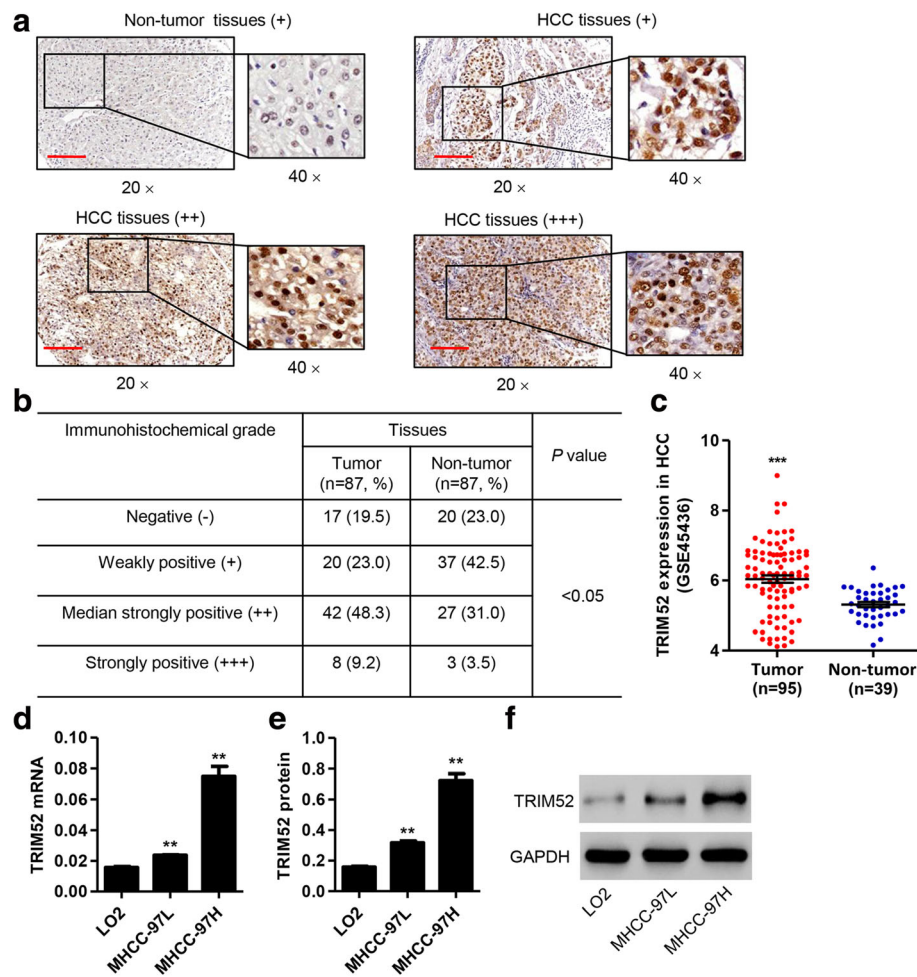 a
Non-tumor tissues (+)
HCC tissues (+)
20 ×
40 ×
20 ×
40 ×
HCC tissues (++)
HCC tissues (+++)
20 ×
40 ×
20 ×
40 ×
b
Immunohistochemical grade
Tissues
P value
Tumor
(n=87, %)
Non-tumor
(n=87, %)
Negative (-)
17 (19.5)
20 (23.0)
<0.05
Weakly positive (+)
20 (23.0)
37 (42.5)
Median strongly positive (++)
42 (48.3)
27 (31.0)
Strongly positive (+++)
8 (9.2)
3 (3.5)
c
TRIM52 expression in HCC
(GSE45436)
10
8
6
4
***
Tumor
(n=95)
Non-tumor
(n=39)
d
TRIM52 mRNA
0.10
0.08
0.06
0.04
0.02
0.00
**
**
LO2
MHCC-97L
MHCC-97H
e
TRIM52 protein
1.0
0.8
0.6
0.4
0.2
0.0
**
**
LO2
MHCC-97L
MHCC-97H
f
TRIM52
GAPDH
LO2
MHCC-97L
MHCC-97H